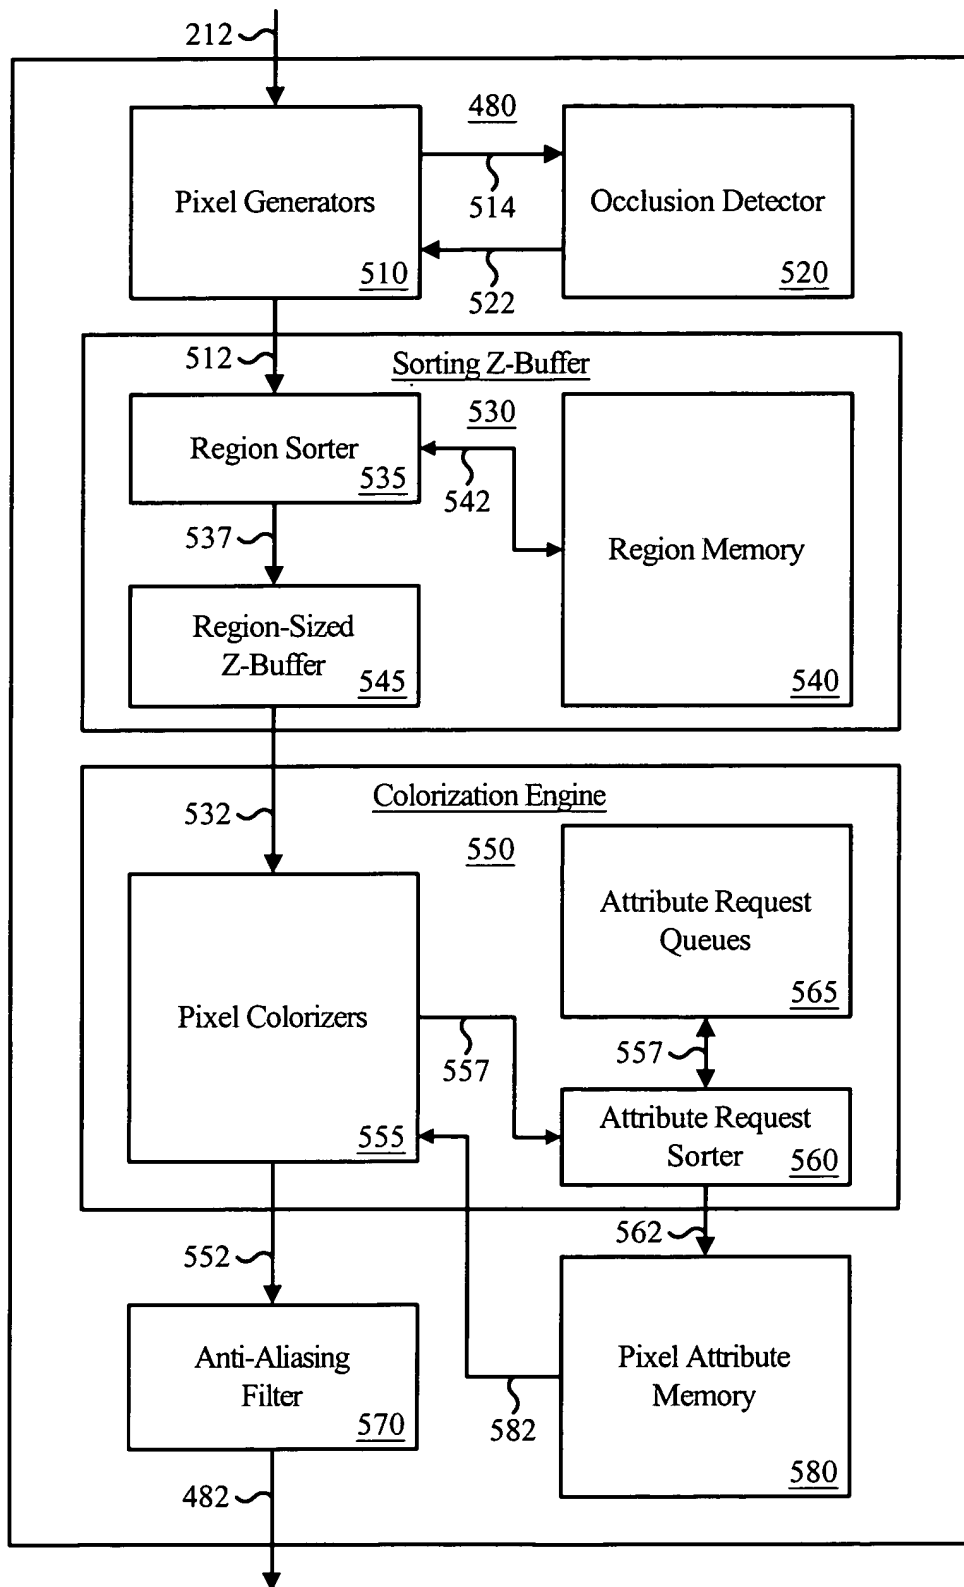 212
480
Pixel Generators
510
514
522
Occlusion Detector
520
512
Sorting Z-Buffer
530
Region Sorter
535
542
537
Region Memory
540
Region-Sized
Z-Buffer
545
532
Colorization Engine
550
Attribute Request
Queues
565
Pixel Colorizers
555
557
557
Attribute Request
Sorter
560
562
552
Anti-Aliasing
Filter
570
582
Pixel Attribute
Memory
580
482